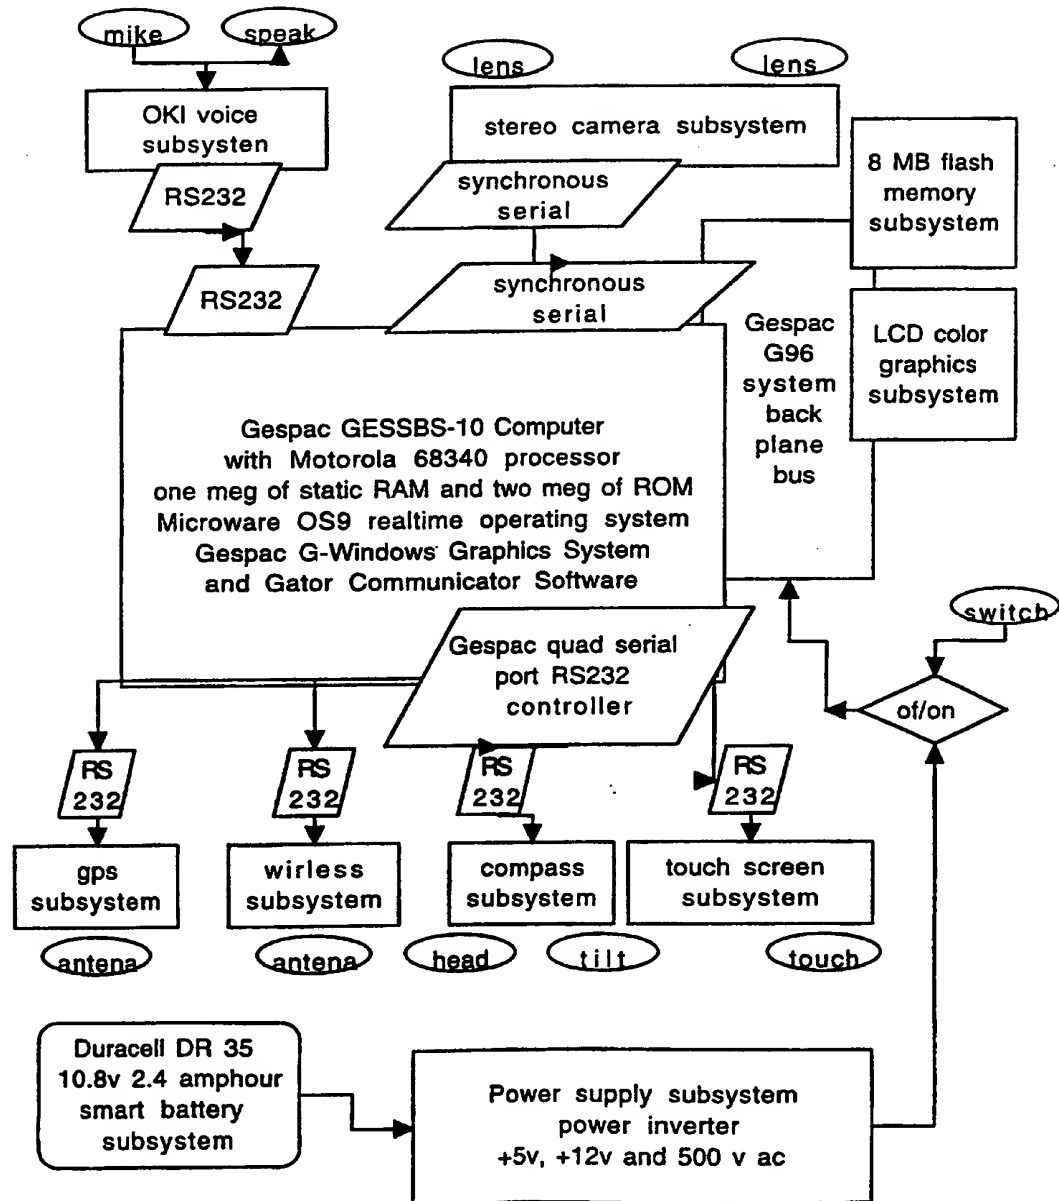 mike
speak
lens
lens
OKI voice
subsysten
stereo camera subsystem
8 MB flash
memory
subsystem
RS232
synchronous
serial
RS232
synchronous
serial
Gespac
G96
system
back
plane
bus
LCD color
graphics
subsystem
Gespac GESSBS-10 Computer
with Motorola 68340 processor
one meg of static RAM and two meg of ROM
Microware OS9 realtime operating system
Gespac G-Windows Graphics System
and Gator Communicator Software
switch
Gespac quad serial
port RS232
controller
of/on
RS
232
RS
232
RS
232
RS
232
gps
subsystem
wirless
subsystem
compass
subsystem
touch screen
subsystem
antena
antena
head
tilt
touch
Duracell DR 35
10.8v 2.4 amphour
smart battery
subsystem
Power supply subsystem
power inverter
+5v, +12v and 500 v ac